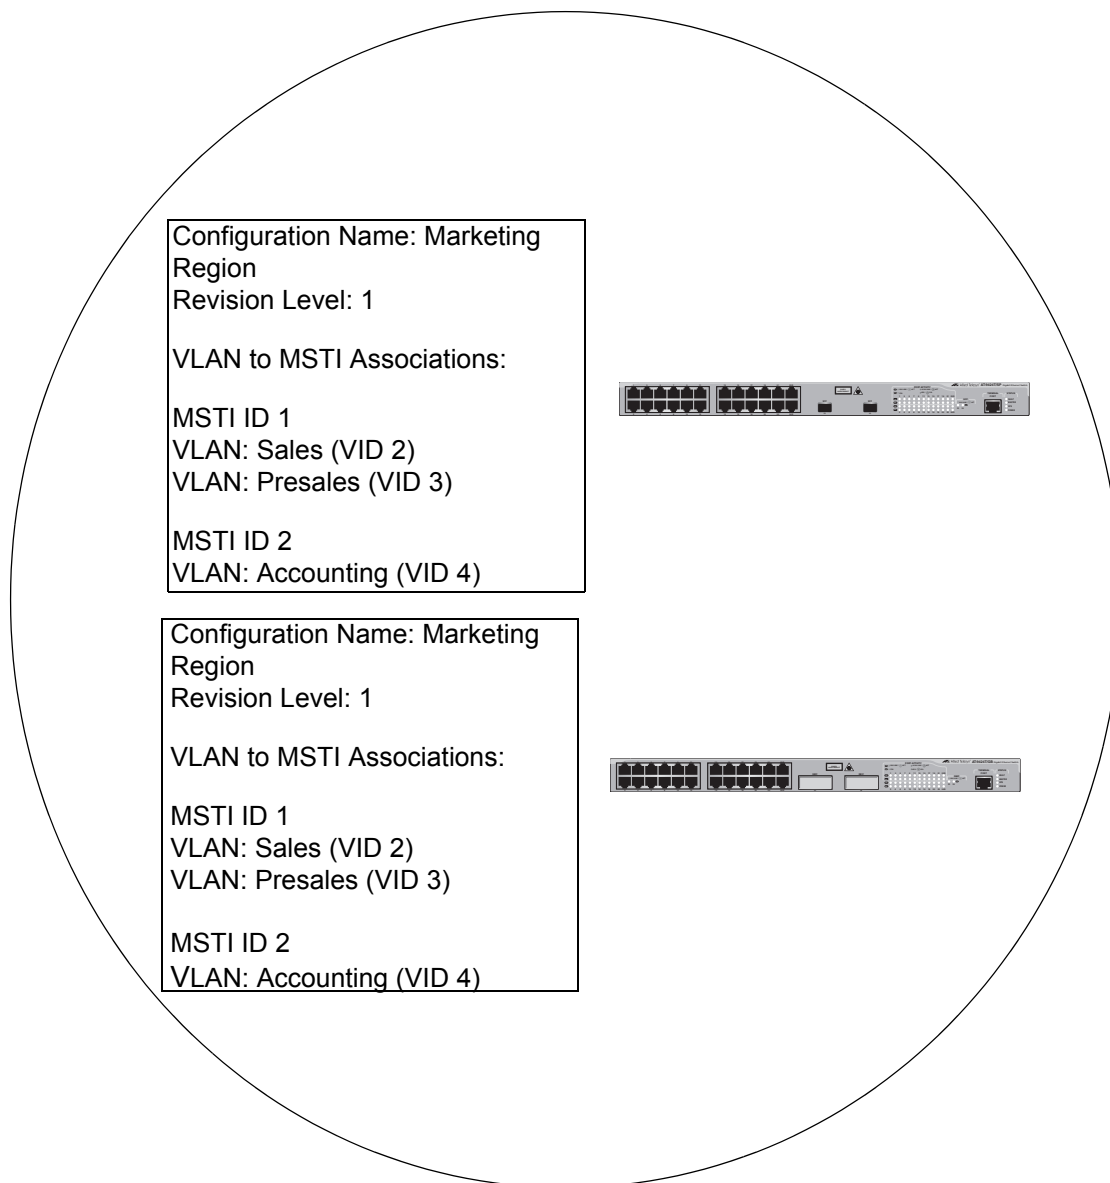 Configuration Name: Marketing
Region
Revision Level: 1
VLAN to MSTI Associations:
MSTI ID 1
VLAN: Sales (VID 2)
VLAN: Presales (VID 3)
MSTI ID 2
VLAN: Accounting (VID 4)
Configuration Name: Marketing
Region
Revision Level: 1
VLAN to MSTI Associations:
MSTI ID 1
VLAN: Sales (VID 2)
VLAN: Presales (VID 3)
MSTI ID 2
VLAN: Accounting (VID 4)